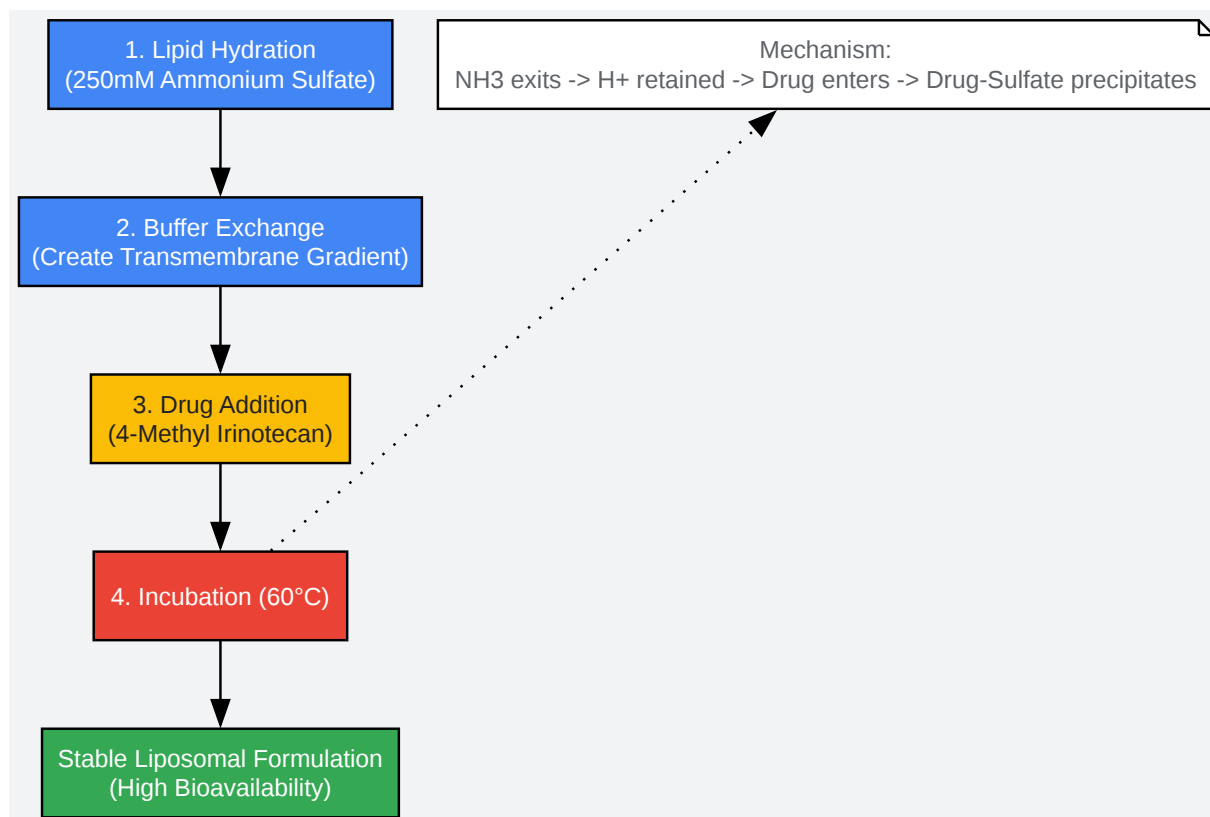 1. Lipid Hydration
(250mM Ammonium Sulfate)
Mechanism:
NH3 exits -> H+ retained -> Drug enters -> Drug-Sulfate precipitates
2. Buffer Exchange
(Create Transmembrane Gradient)
3. Drug Addition
(4-Methyl Irinotecan)
4. Incubation (60°C)
Stable Liposomal Formulation
(High Bioavailability)